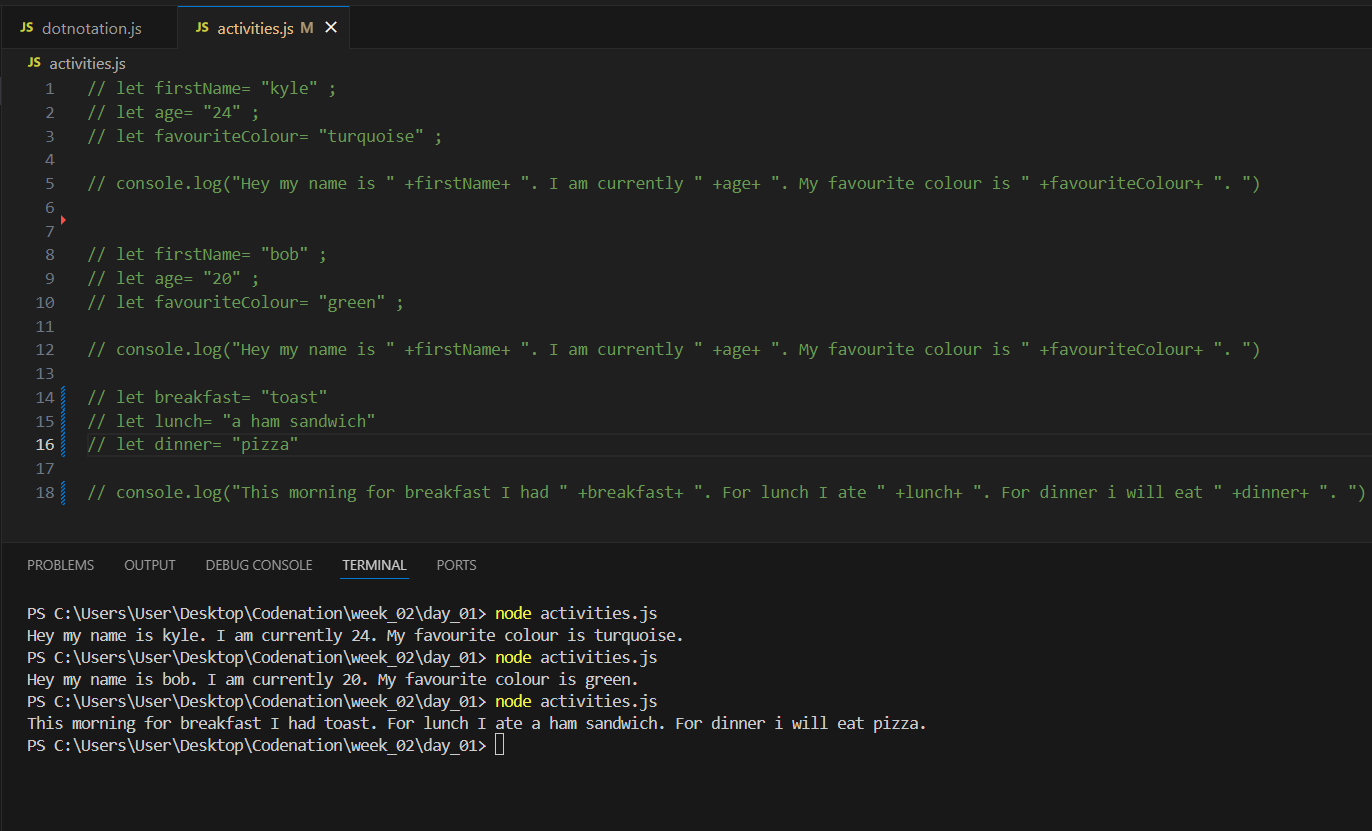 JS dotnotation.js JS activities.js M ×
JS activities.js
1 // let firstName= "kyle" ;
2 // let age= "24" ;
3 // let favouriteColour= "turquoise" ;
4
5 // console.log("Hey my name is " +firstName+ ". I am currently " +age+ ". My favourite colour is " +favouriteColour+ ". ")
6
7
8 // let firstName= "bob" ;
9 // let age= "20" ;
10 // let favouriteColour= "green" ;
11
12 // console.log("Hey my name is " +firstName+ ". I am currently " +age+ ". My favourite colour is " +favouriteColour+ ". ")
13
14 // let breakfast= "toast"
15 // let lunch= "a ham sandwich"
16 // let dinner= "pizza"
17
18 // console.log("This morning for breakfast I had " +breakfast+ ". For lunch I ate " +lunch+ ". For dinner i will eat " +dinner+ ". ")
PROBLEMS OUTPUT DEBUG CONSOLE TERMINAL PORTS
PS C:\Users\User\Desktop\Codenation\week_02\day_01> node activities.js
Hey my name is kyle. I am currently 24. My favourite colour is turquoise.
PS C:\Users\User\Desktop\Codenation\week_02\day_01> node activities.js
Hey my name is bob. I am currently 20. My favourite colour is green.
PS C:\Users\User\Desktop\Codenation\week_02\day_01> node activities.js
This morning for breakfast I had toast. For lunch I ate a ham sandwich. For dinner i will eat pizza.
PS C:\Users\User\Desktop\Codenation\week_02\day_01>